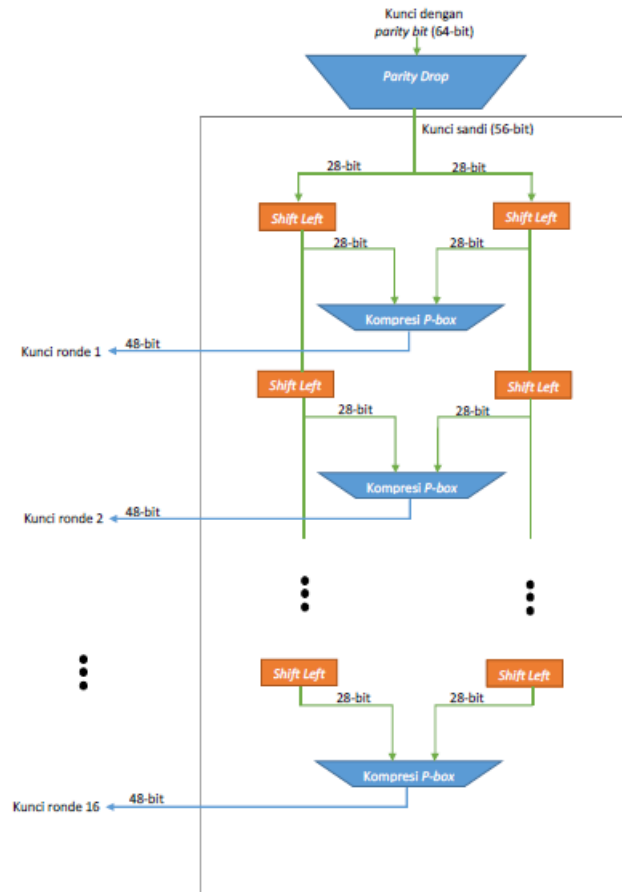 Kunci dengan
parity bit (64-bit)
Parity Drop
Kunci sandi (56-bit)
28-bit 28-bit
Shift Left Shift Left
28-bit 28-bit
Kompresi P-box
48-bit
Kunci ronde 1
Shift Left Shift Left
28-bit 28-bit
Kompresi P-box
48-bit
Kunci ronde 2
Shift Left Shift Left
28-bit 28-bit
Kompresi P-box
48-bit
Kunci ronde 16